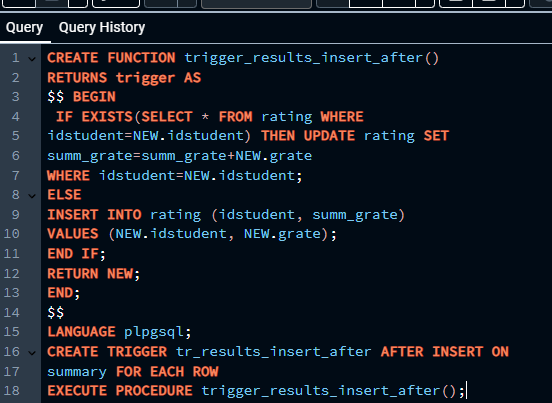 Query Query History
1 CREATE FUNCTION trigger_results_insert_after()
2 RETURNS trigger AS
3 $$ BEGIN
4 IF EXISTS(SELECT * FROM rating WHERE
5 idstudent=NEW.idstudent) THEN UPDATE rating SET
6 summ_grate=summ_grate+NEW.grate
7 WHERE idstudent=NEW.idstudent;
8 ELSE
9 INSERT INTO rating (idstudent, summ_grate)
10 VALUES (NEW.idstudent, NEW.grate);
11 END IF;
12 RETURN NEW;
13 END;
14 $$
15 LANGUAGE plpgsql;
16 CREATE TRIGGER tr_results_insert_after AFTER INSERT ON
17 summary FOR EACH ROW
18 EXECUTE PROCEDURE trigger_results_insert_after();